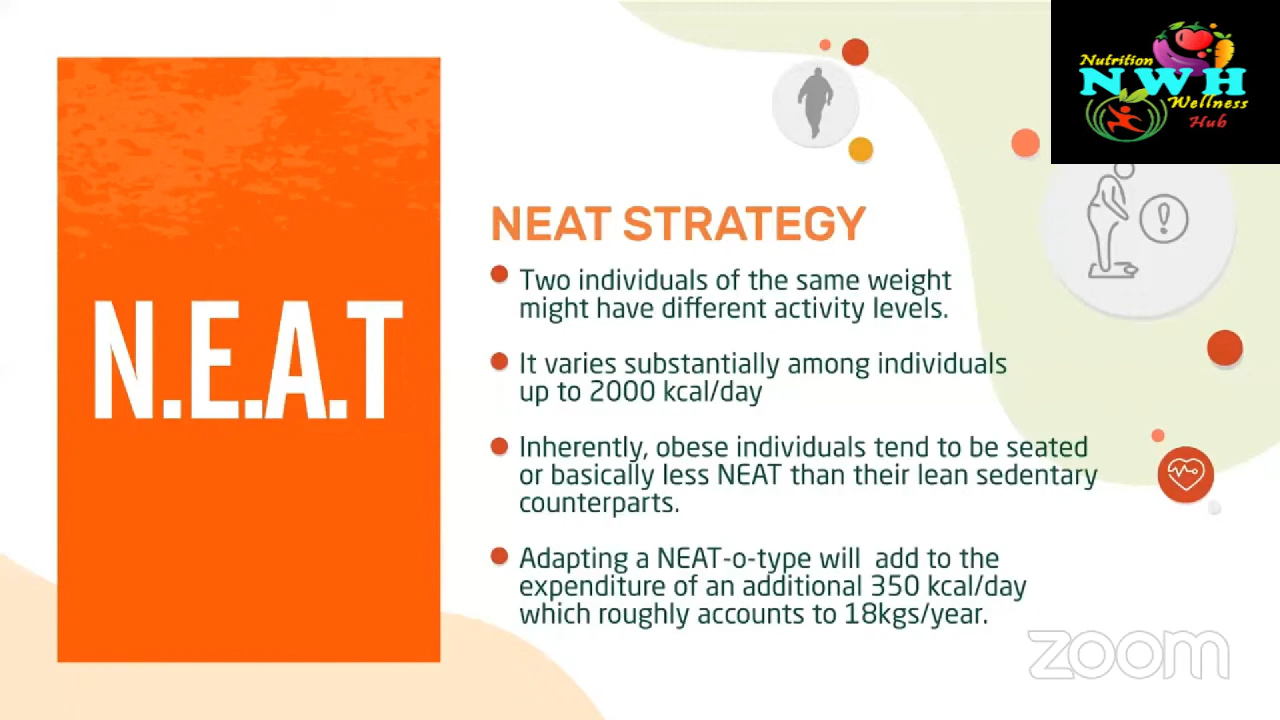 Nutrition
NWH
Wellness
Hub
N.E.A.T
NEAT STRATEGY
Two individuals of the same weight
might have different activity levels.
It varies substantially among individuals
up to 2000 kcal/day
Inherently, obese individuals tend to be seated
or basically less NEAT than their lean sedentary
counterparts.
Adapting a NEAT-o-type will add to the
expenditure of an additional 350 kcal/day
which roughly accounts to 18kgs/year.
zoom